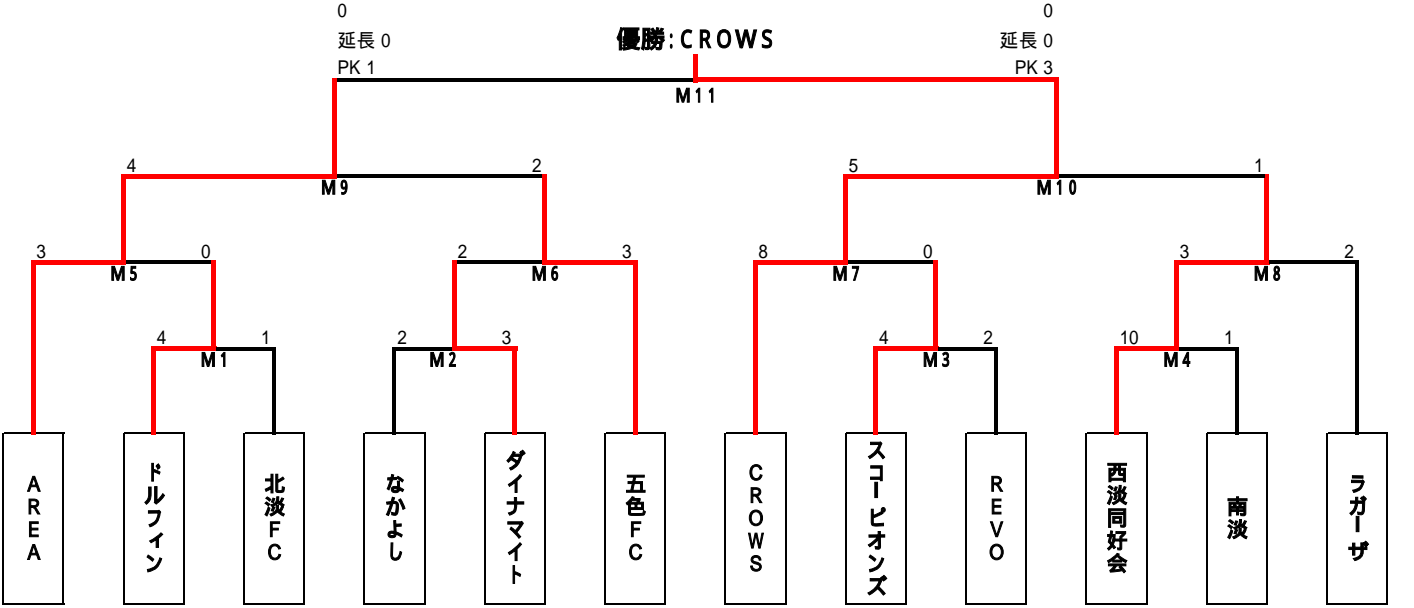 0 0
延長 0 優勝:CROWS 延長 0
PK 1 PK 3
M11
4 2 5 1
M9 M10
3 0 2 3 8 0 3 2
M5 M6 M7 M8
4 1 2 3 4 2 10 1
M1 M2 M3 M4
AREA
ドルフィン
北淡FC
なかよし
ダイナマイト
五色FC
CROWS
スコーピオンズ
REVO
西淡同好会
南淡
ラガーザ